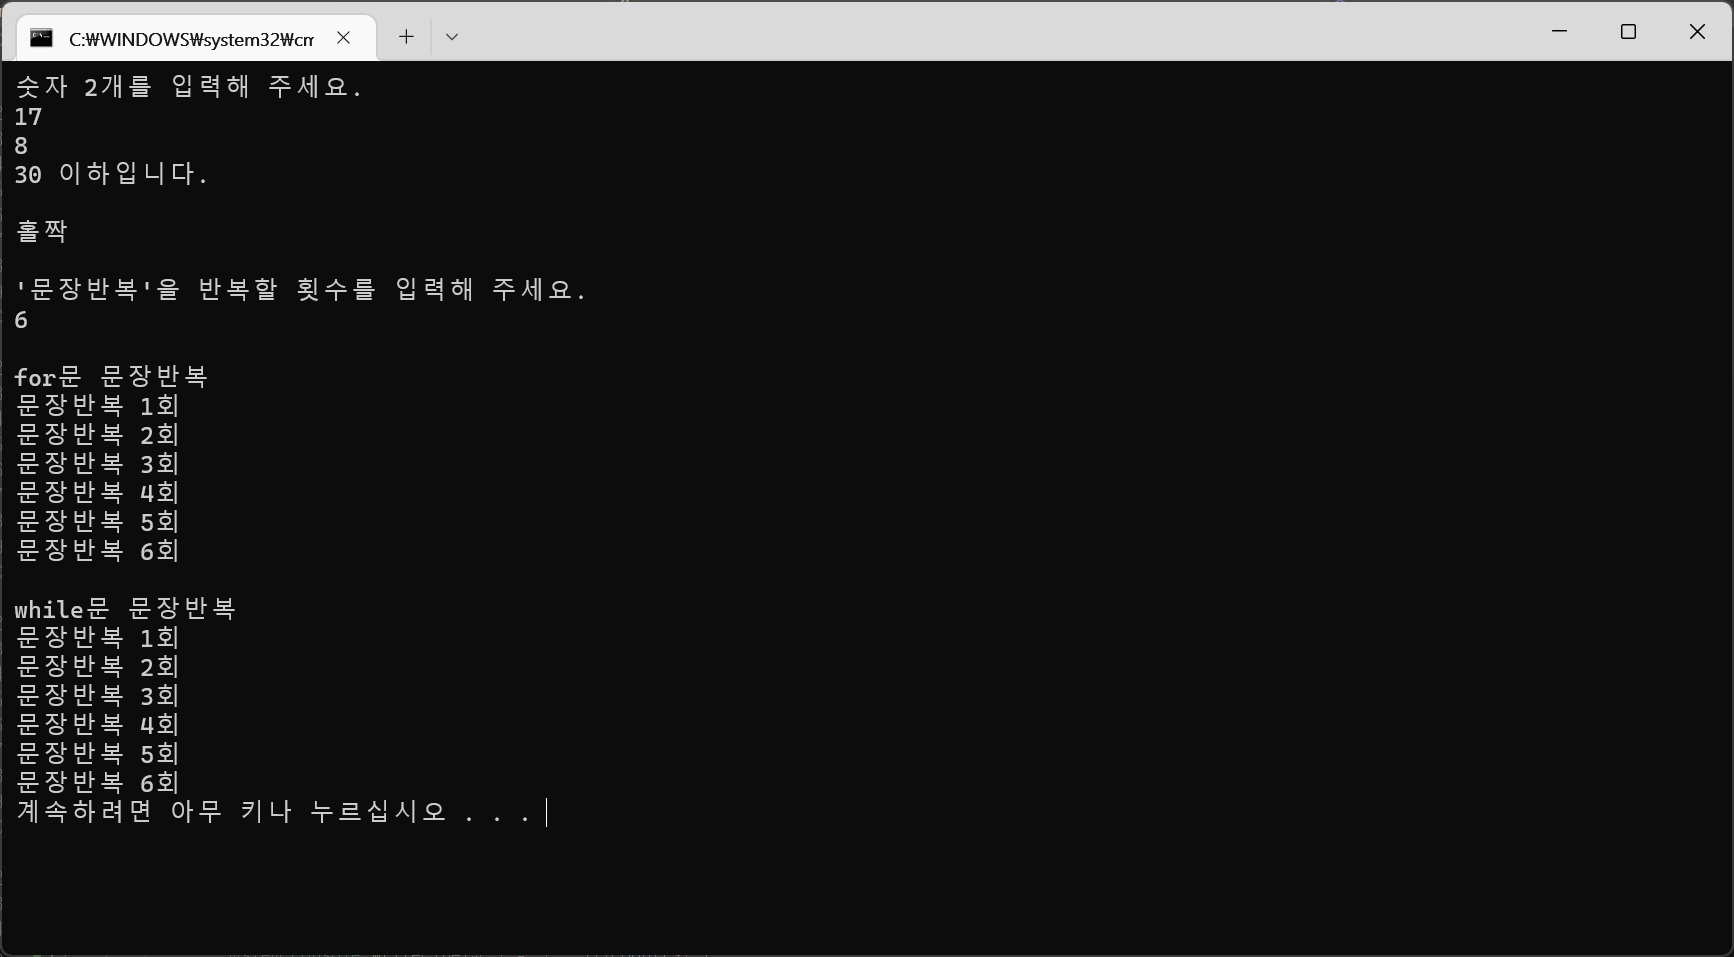 C:₩WINDOWS₩system32₩cm
숫자 2개를 입력해 주세요.
17
8
30 이하입니다.
홀짝
'문장반복'을 반복할 횟수를 입력해 주세요.
6
for문 문장반복
문장반복 1회
문장반복 2회
문장반복 3회
문장반복 4회
문장반복 5회
문장반복 6회
while문 문장반복
문장반복 1회
문장반복 2회
문장반복 3회
문장반복 4회
문장반복 5회
문장반복 6회
계속하려면 아무 키나 누르십시오 . . .